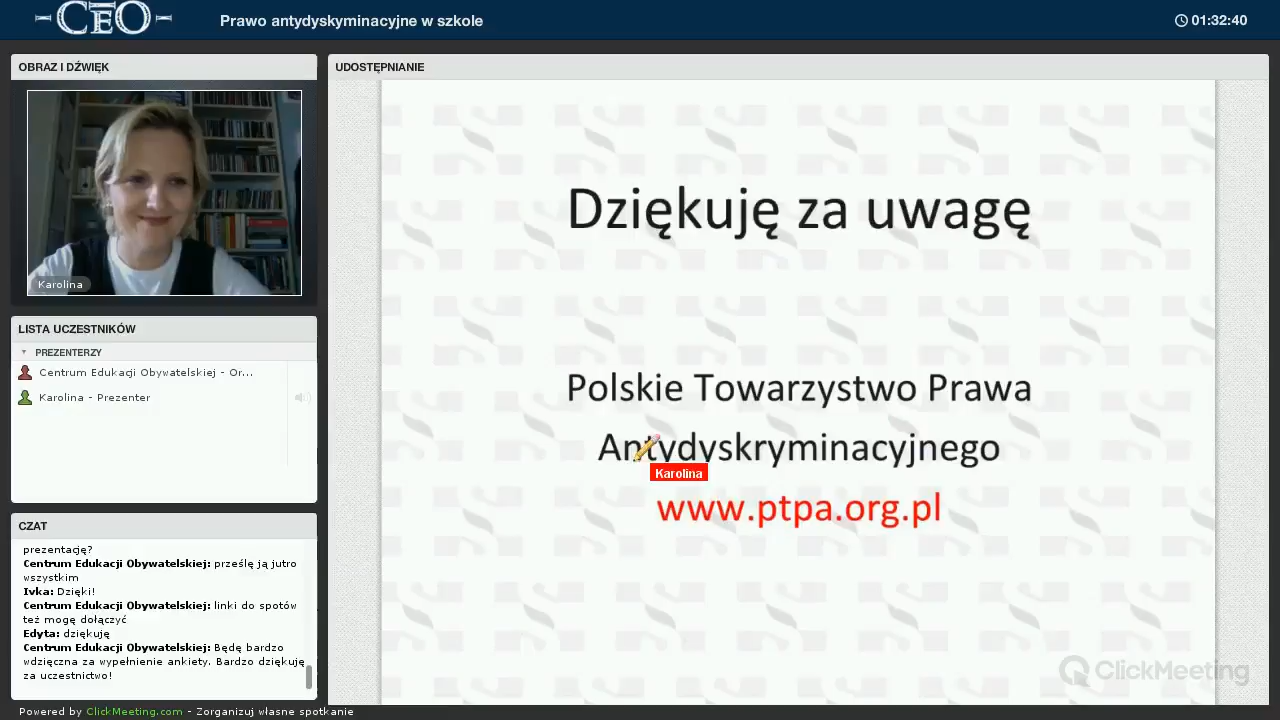 CEO
Prawo antydyskyminacyjne w szkole
01:32:40
OBRAZ I DŹWIĘK
Karolina
LISTA UCZESTNIKÓW
PREZENTERZY
Centrum Edukacji Obywatelskiej - Or...
Karolina - Prezenter
CZAT
prezentację?
Centrum Edukacji Obywatelskiej: prześlę ją jutro
wszystkim
Ivka: Dzięki!
Centrum Edukacji Obywatelskiej: linki do spotów
też mogę dołączyć
Edyta: dziękuję
Centrum Edukacji Obywatelskiej: Będę bardzo
wdzięczna za wypełnienie ankiety. Bardzo dziękuję
za uczestnictwo!
UDOSTĘPNIANIE
Dziękuję za uwagę
Polskie Towarzystwo Prawa
Antydyskryminacyjnego
Karolina
www.ptpa.org.pl
ClickMeeting
Powered by ClickMeeting.com - Zorganizuj własne spotkanie